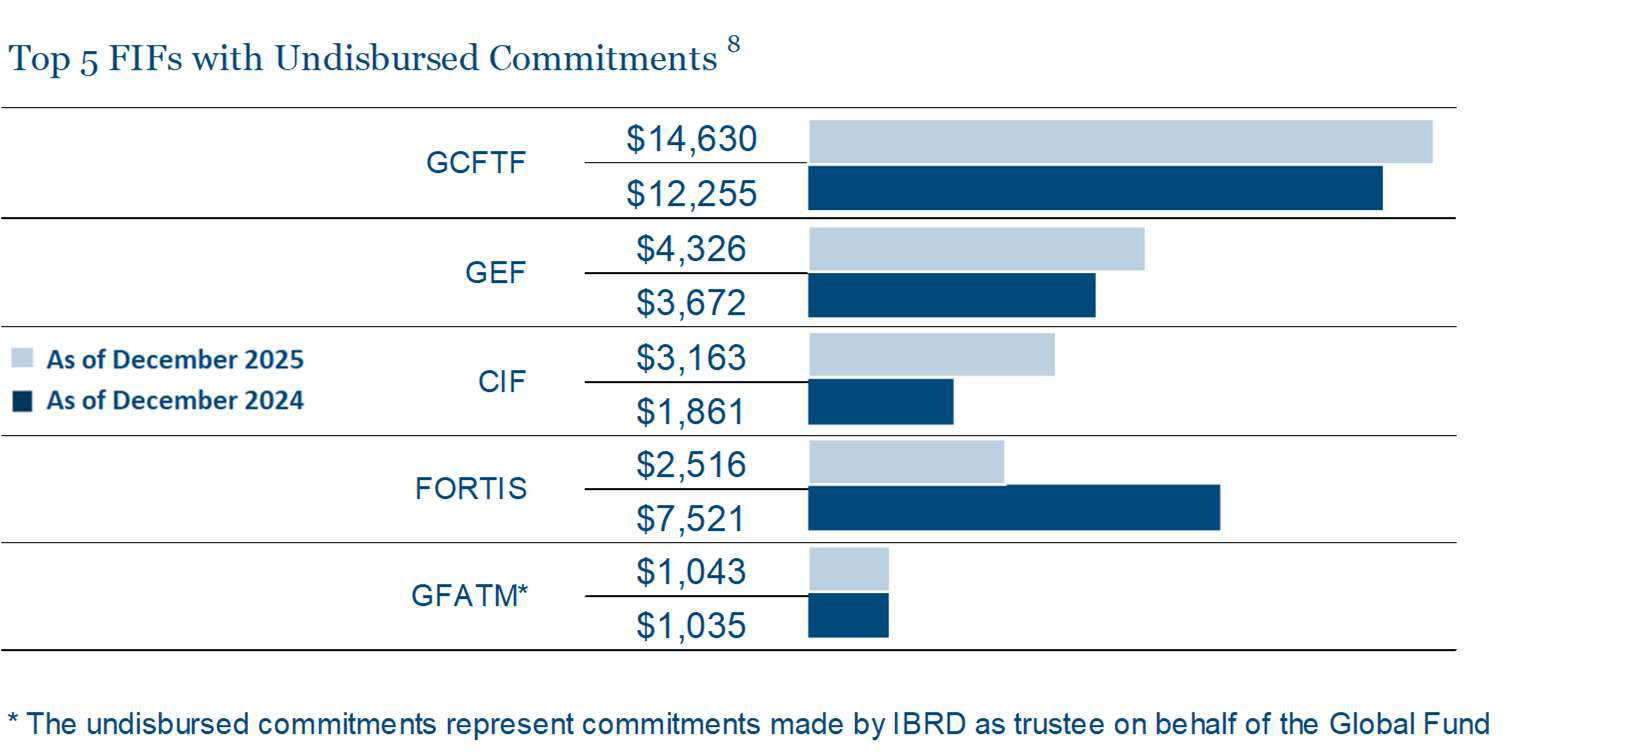 Top 5 FIFs with Undisbursed Commitments 8
GCFTF
$14,630
$12,255
GEF
$4,326
$3,672
As of December 2025
As of December 2024
CIF
$3,163
$1,861
FORTIS
$2,516
$7,521
GFATM*
$1,043
$1,035
* The undisbursed commitments represent commitments made by IBRD as trustee on behalf of the Global Fund